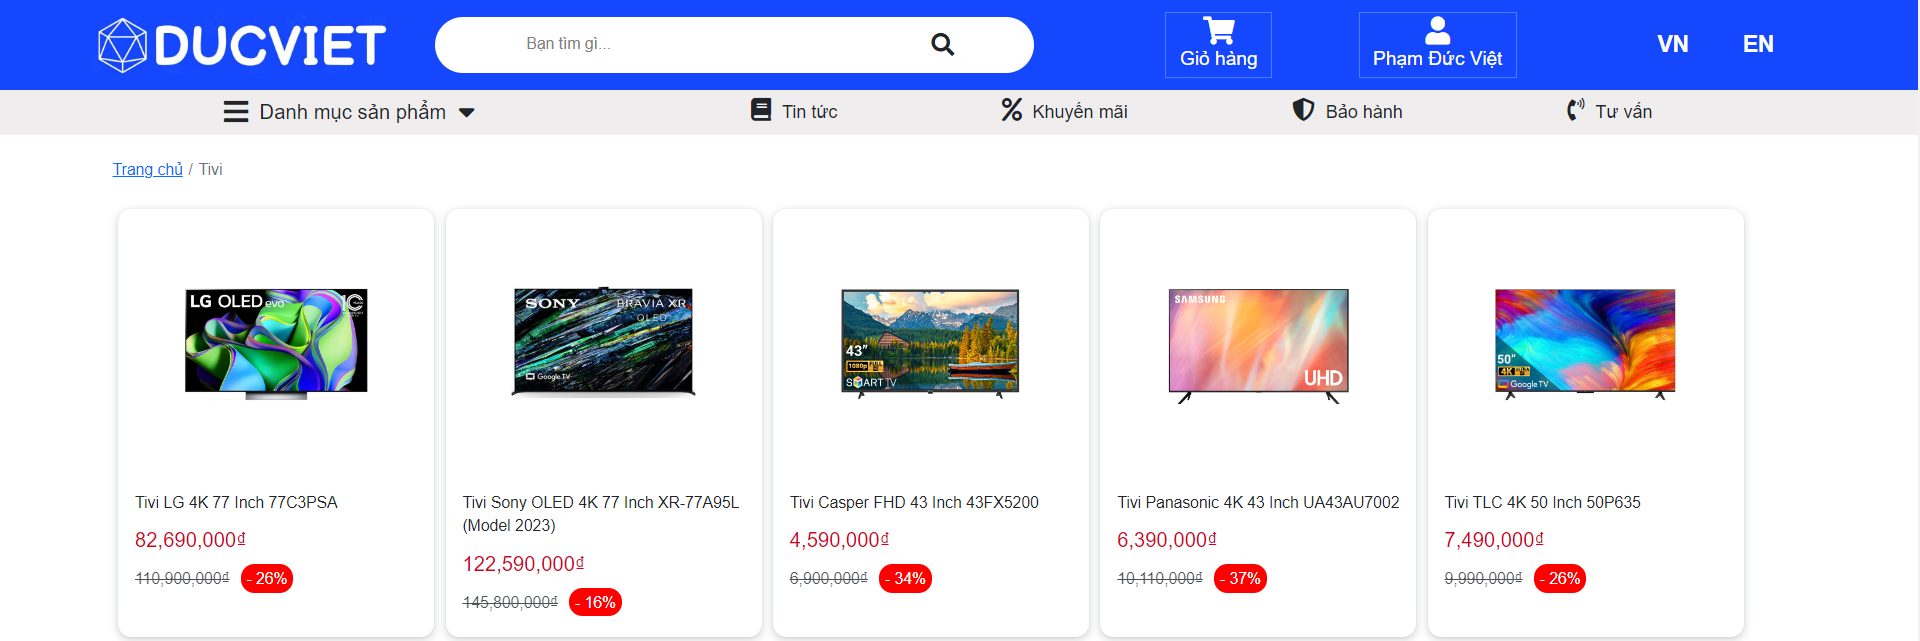 DUCVIET
Bạn tìm gì...
Giỏ hàng
Phạm Đức Việt
VN
EN
Danh mục sản phẩm
Tin tức
Khuyến mãi
Bảo hành
Tư vấn
Trang chủ / Tivi
LG OLED evo
SONY
BRAVIA XR
OLED
Google TV
43"
1080p FULL HD
SMART TV
SAMSUNG
UHD
50"
4K
Google TV
Tivi LG 4K 77 Inch 77C3PSA
82,690,000₫
110,900,000₫ - 26%
Tivi Sony OLED 4K 77 Inch XR-77A95L
(Model 2023)
122,590,000₫
145,800,000₫ - 16%
Tivi Casper FHD 43 Inch 43FX5200
4,590,000₫
6,900,000₫ - 34%
Tivi Panasonic 4K 43 Inch UA43AU7002
6,390,000₫
10,110,000₫ - 37%
Tivi TLC 4K 50 Inch 50P635
7,490,000₫
9,990,000₫ - 26%